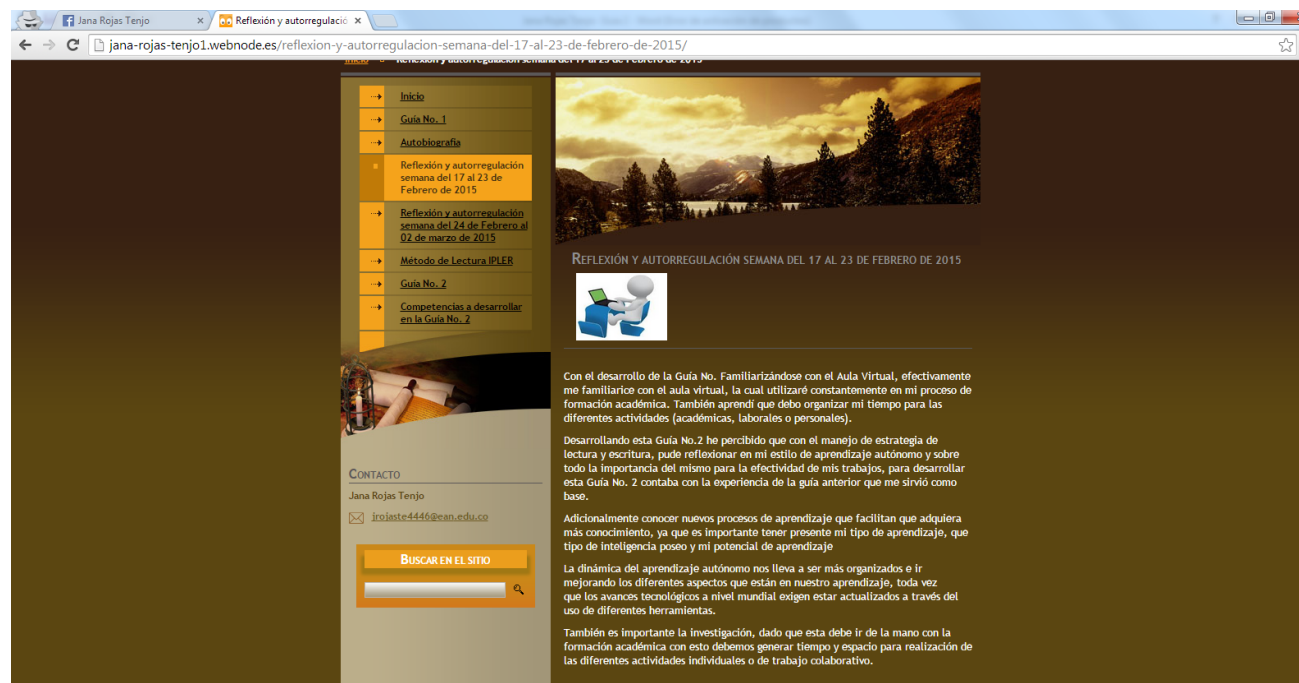 Jana Rojas Tenjo
Reflexión y autorregulació
jana-rojas-tenjo1.webnode.es/reflexion-y-autorregulacion-semana-del-17-al-23-de-febrero-de-2015/
Inicio
Reflexión y autorregulación semana del 17 al 23 de Febrero de 2015
Inicio
Guía No. 1
Autobiografía
Reflexión y autorregulación
semana del 17 al 23 de
Febrero de 2015
Reflexión y autorregulación
semana del 24 de Febrero al
02 de marzo de 2015
Método de Lectura IPLER
Guía No. 2
Competencias a desarrollar
en la Guía No. 2
Contacto
Jana Rojas Tenjo
jrojaste4446@ean.edu.co
Buscar en el sitio
Reflexión y autorregulación semana del 17 al 23 de Febrero de 2015
Con el desarrollo de la Guía No. Familiarizándose con el Aula Virtual, efectivamente
me familiarice con el aula virtual, la cual utilizaré constantemente en mi proceso de
formación académica. También aprendí que debo organizar mi tiempo para las
diferentes actividades (académicas, laborales o personales).
Desarrollando esta Guía No.2 he percibido que con el manejo de estrategia de
lectura y escritura, pude reflexionar en mi estilo de aprendizaje autónomo y sobre
todo la importancia del mismo para la efectividad de mis trabajos, para desarrollar
esta Guía No. 2 contaba con la experiencia de la guía anterior que me sirvió como
base.
Adicionalmente conocer nuevos procesos de aprendizaje que facilitan que adquiera
más conocimiento, ya que es importante tener presente mi tipo de aprendizaje, que
tipo de inteligencia poseo y mi potencial de aprendizaje
La dinámica del aprendizaje autónomo nos lleva a ser más organizados e ir
mejorando los diferentes aspectos que están en nuestro aprendizaje, toda vez
que los avances tecnológicos a nivel mundial exigen estar actualizados a través del
uso de diferentes herramientas.
También es importante la investigación, dado que esta debe ir de la mano con la
formación académica con esto debemos generar tiempo y espacio para realización de
las diferentes actividades individuales o de trabajo colaborativo.